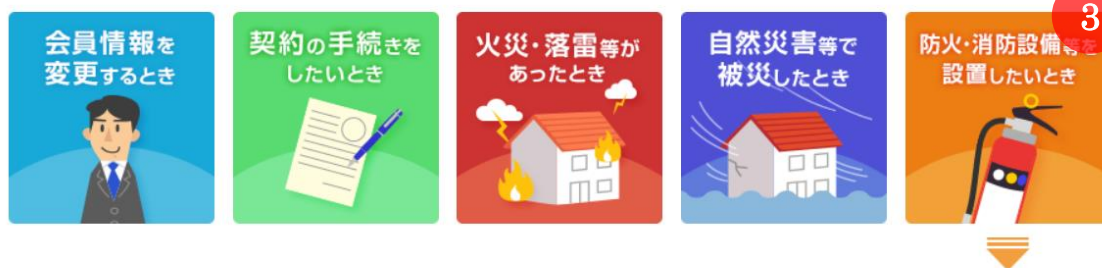 会員情報を
変更するとき
契約の手続きを
したいとき
火災・落雷等が
あったとき
自然災害等で
被災したとき
防火・消防設備等を
設置したいとき
3